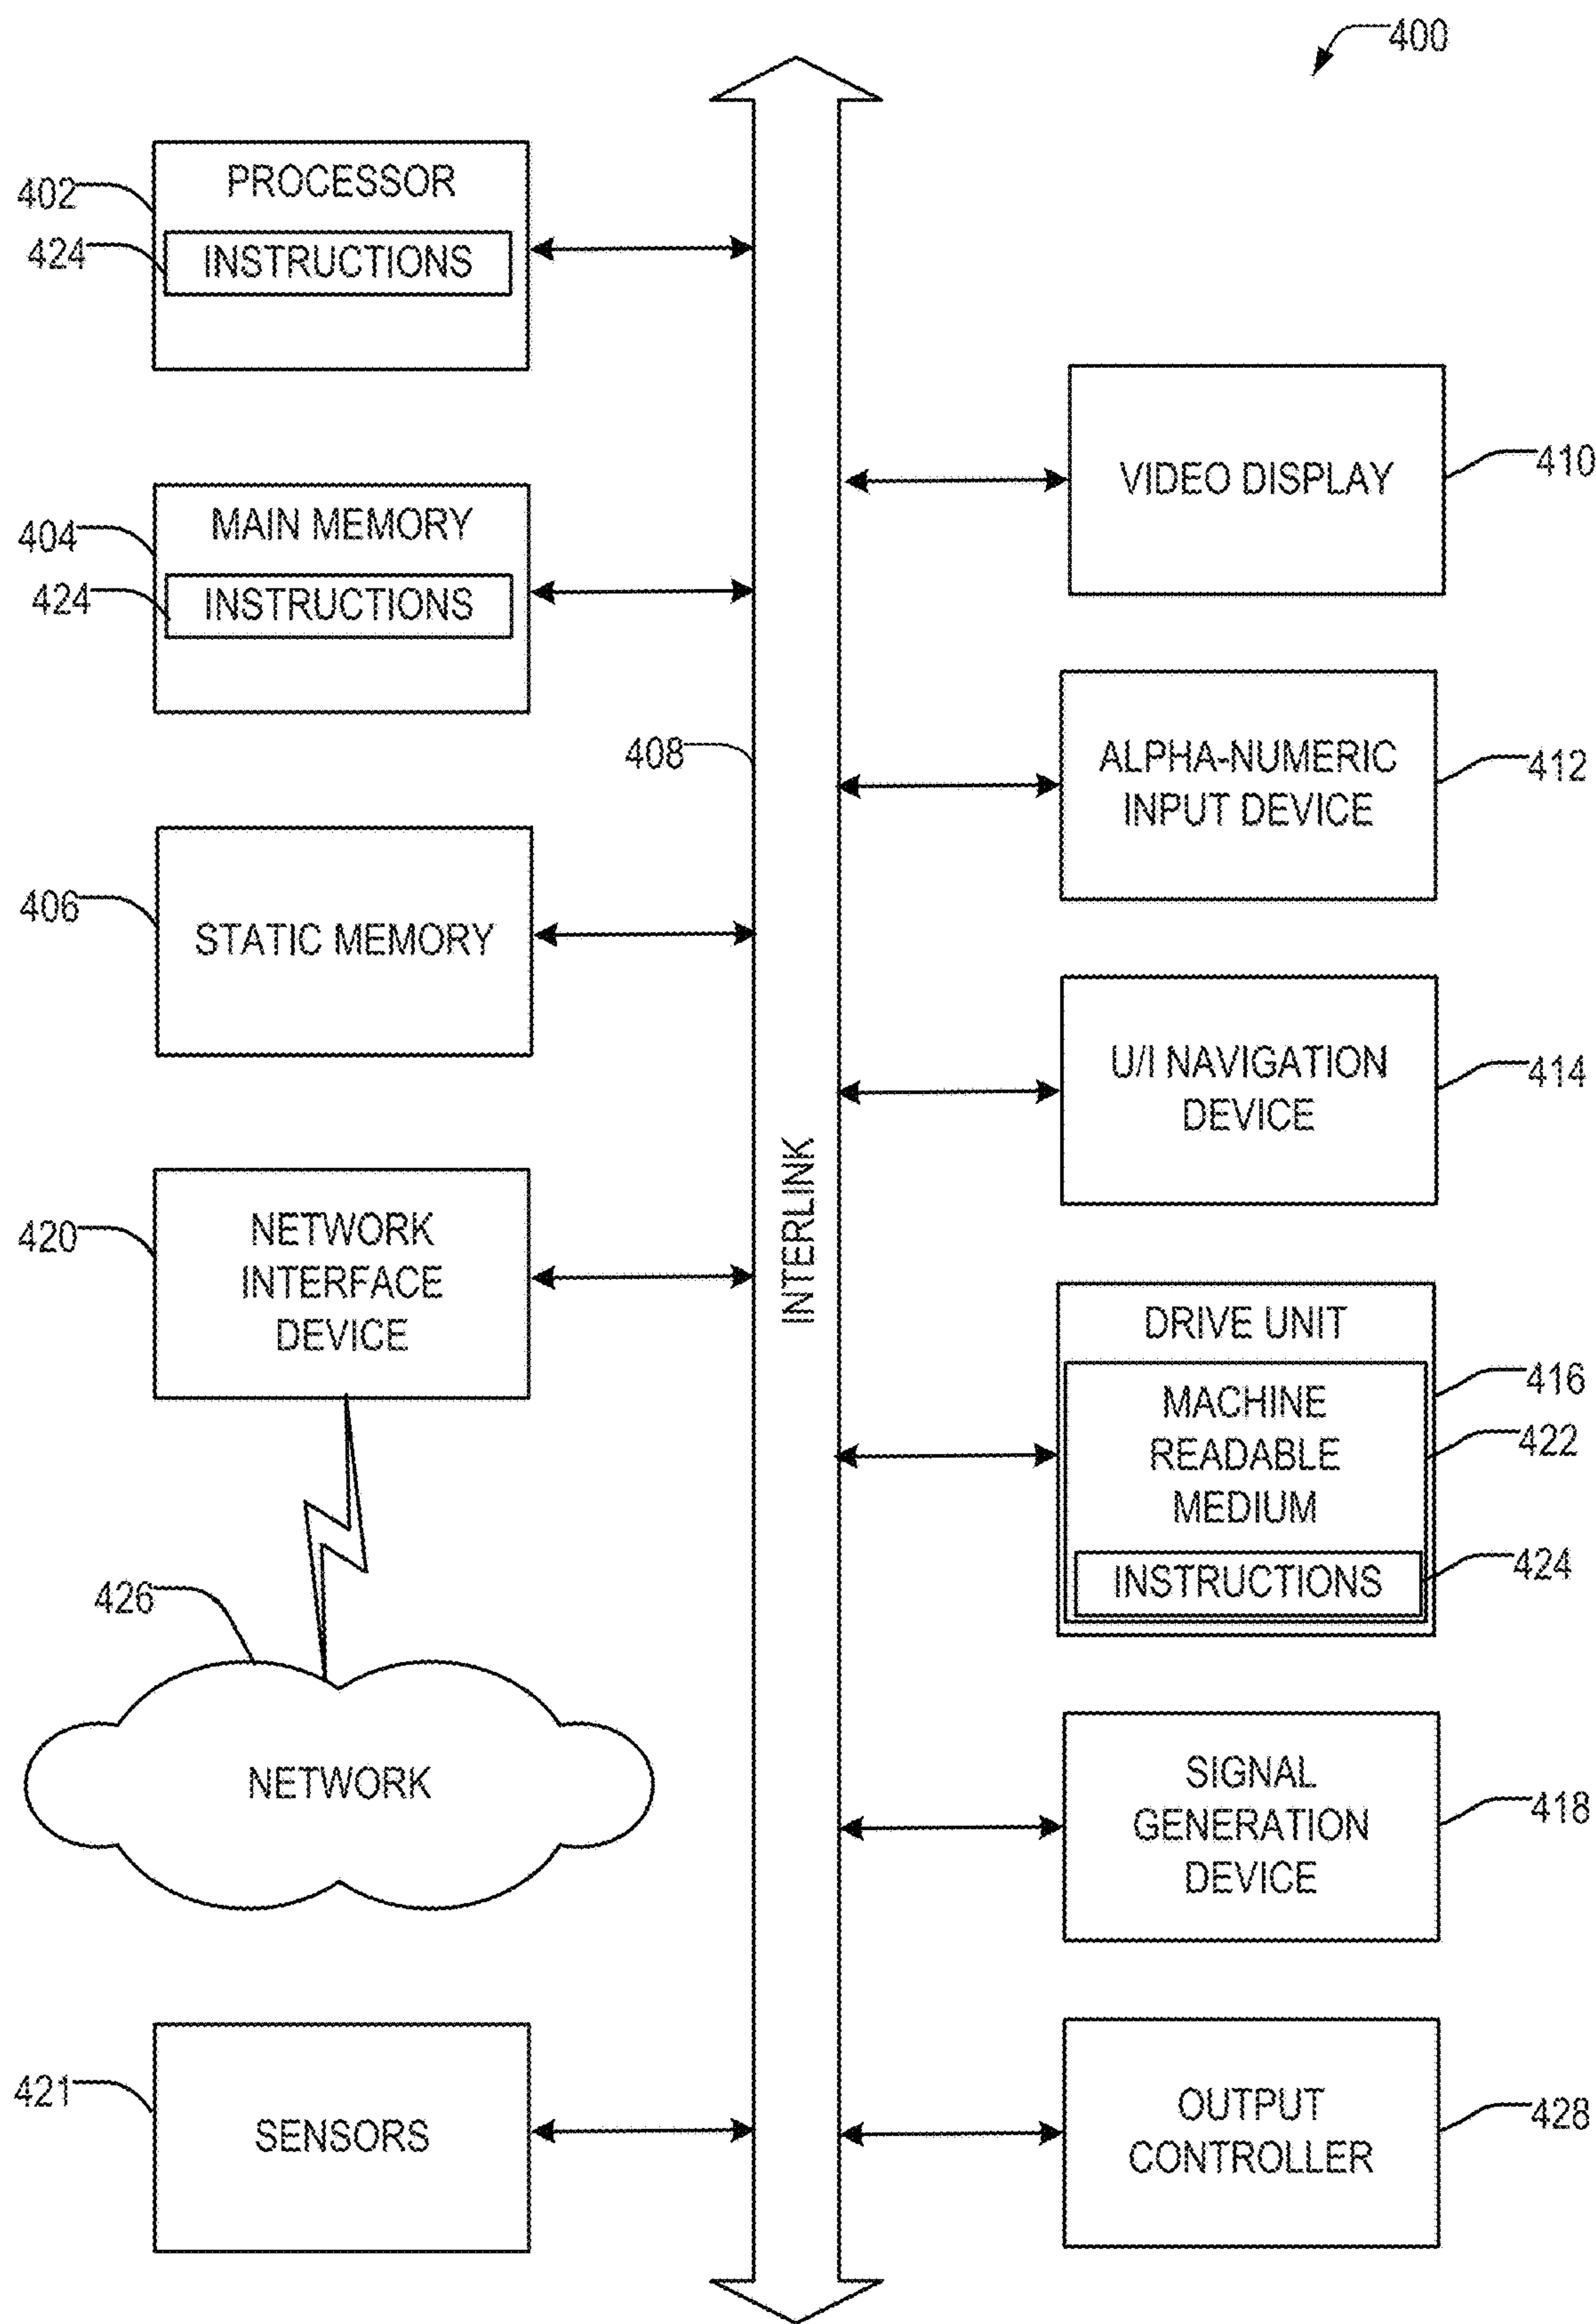 400
PROCESSOR
402
INSTRUCTIONS
424
MAIN MEMORY
404
INSTRUCTIONS
424
408
STATIC MEMORY
406
NETWORK
INTERFACE
DEVICE
420
426
NETWORK
SENSORS
421
INTERLINK
VIDEO DISPLAY
410
ALPHA-NUMERIC
INPUT DEVICE
412
U/I NAVIGATION
DEVICE
414
DRIVE UNIT
416
MACHINE
READABLE
MEDIUM
422
INSTRUCTIONS
424
SIGNAL
GENERATION
DEVICE
418
OUTPUT
CONTROLLER
428